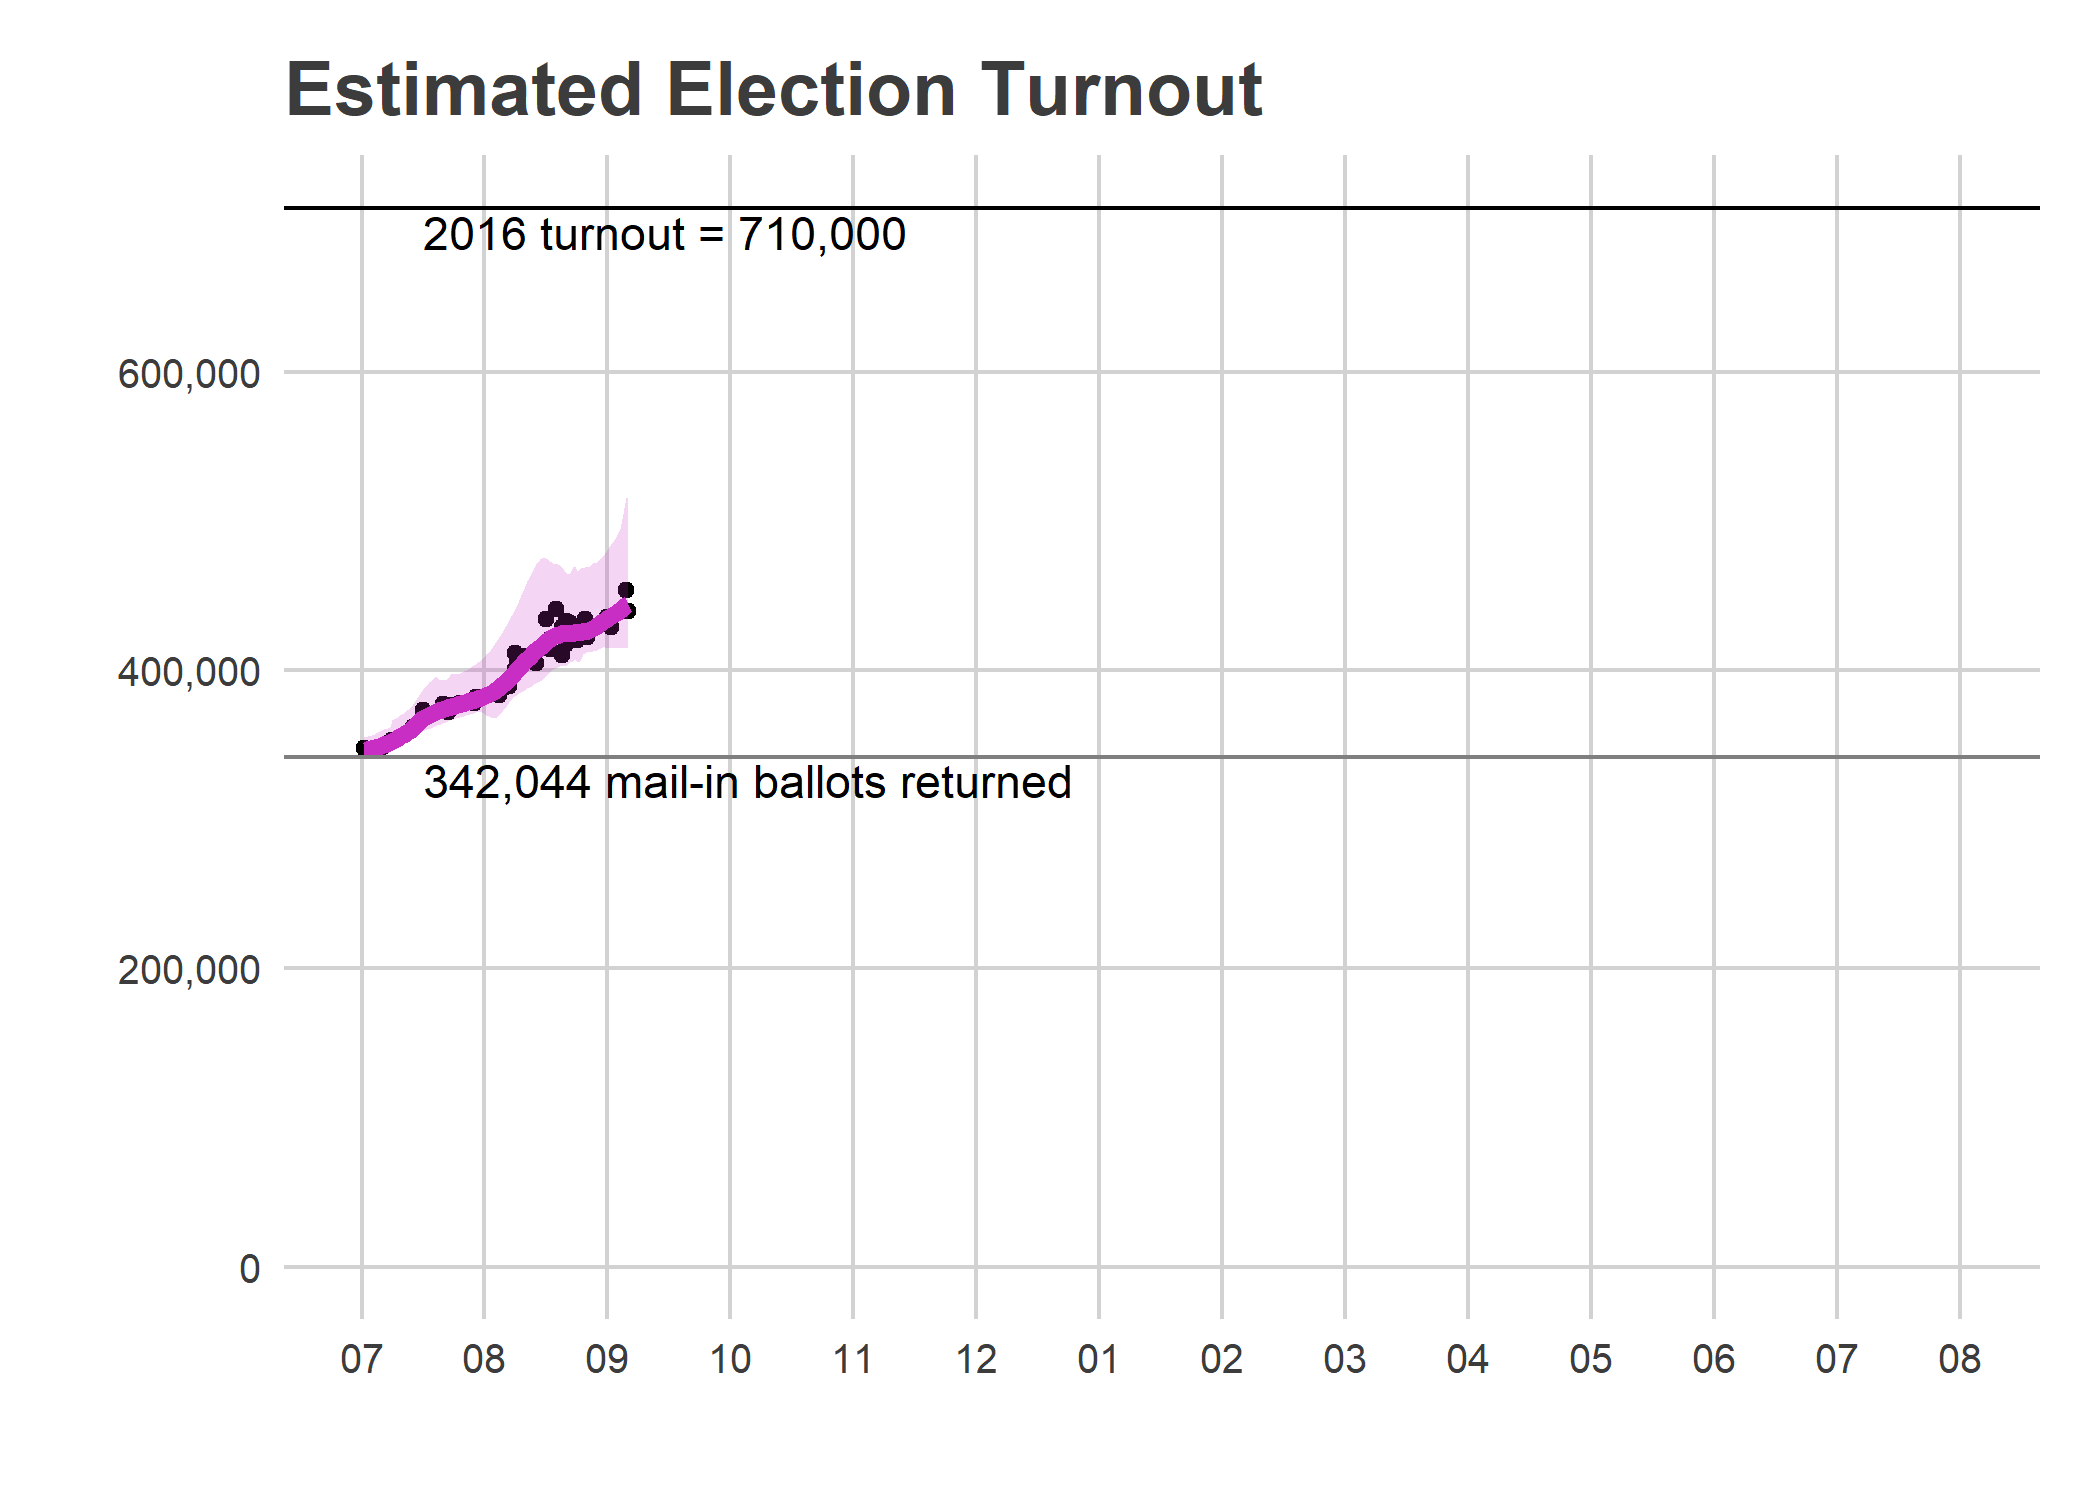 Estimated Election Turnout
2016 turnout = 710,000
600,000
400,000
342,044 mail-in ballots returned
200,000
0
07 08 09 10 11 12 01 02 03 04 05 06 07 08